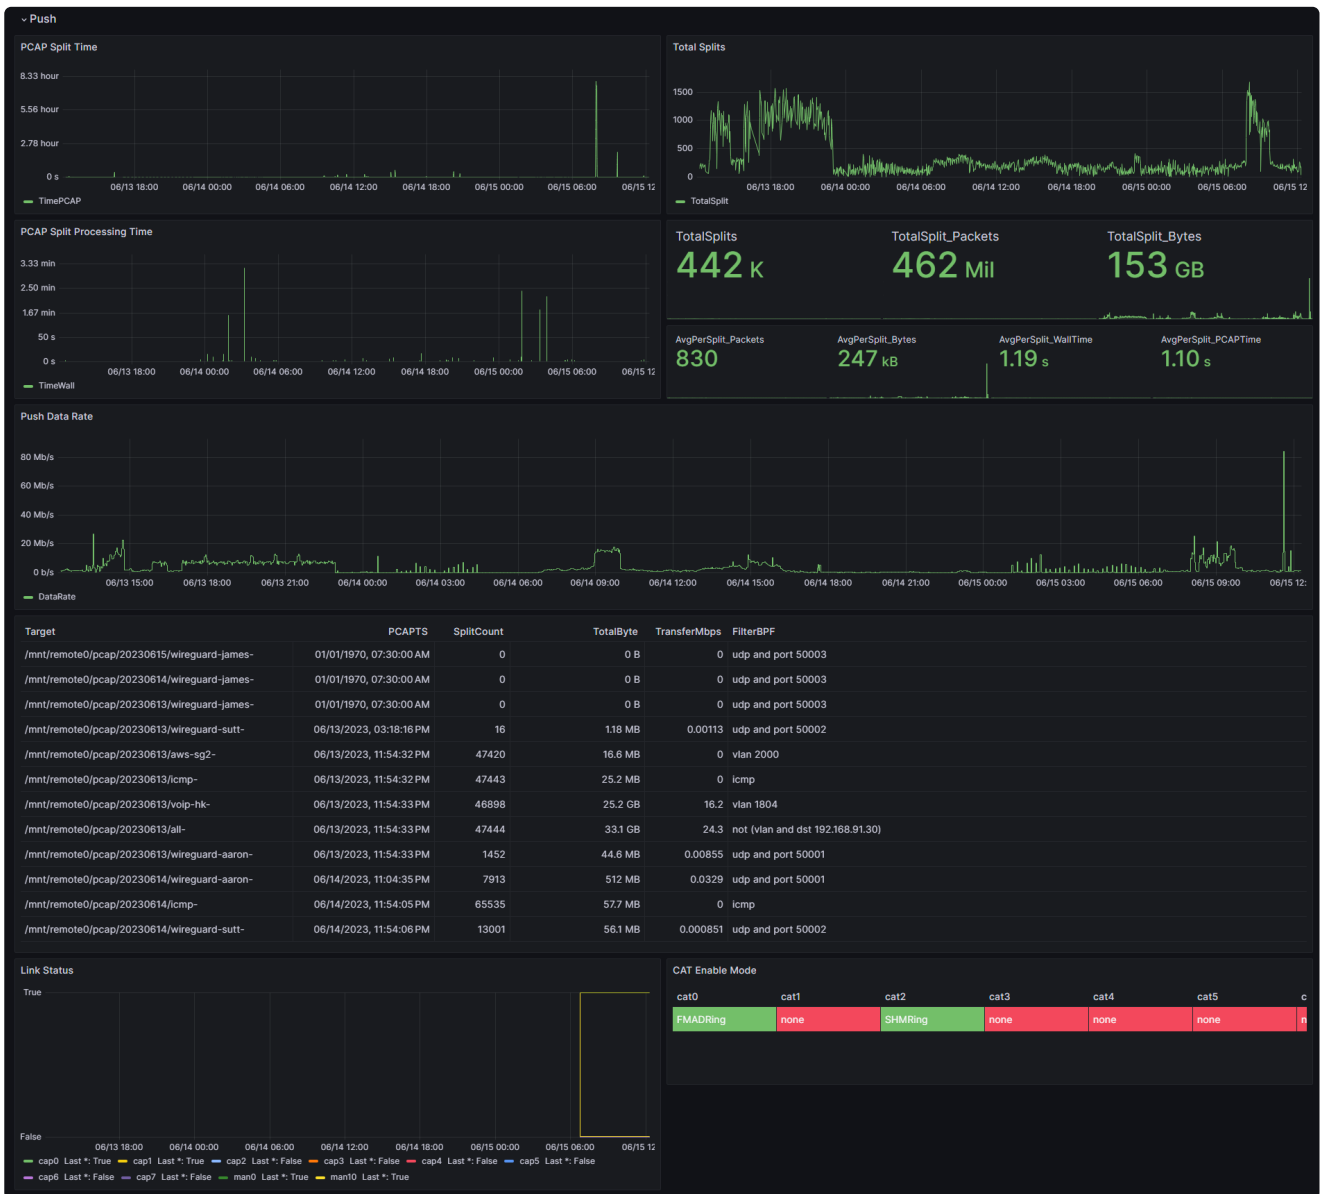 Push
PCAP Split Time
8.33 hour
5.56 hour
2.78 hour
0 s
06/13 18:00 06/14 00:00 06/14 06:00 06/14 12:00 06/14 18:00 06/15 00:00 06/15 06:00 06/15 12
TimePCAP
Total Splits
1500
1000
500
0
06/13 18:00 06/14 00:00 06/14 06:00 06/14 12:00 06/14 18:00 06/15 00:00 06/15 06:00 06/15 12
TotalSplit
PCAP Split Processing Time
3.33 min
2.50 min
1.67 min
50 s
0 s
06/13 18:00 06/14 00:00 06/14 06:00 06/14 12:00 06/14 18:00 06/15 00:00 06/15 06:00 06/15 12
TimeWall
TotalSplits TotalSplit_Packets TotalSplit_Bytes
442 K 462 Mil 153 GB
AvgPerSplit_Packets AvgPerSplit_Bytes AvgPerSplit_WallTime AvgPerSplit_PCAPTime
830 247 kB 1.19 s 1.10 s
Push Data Rate
80 Mb/s
60 Mb/s
40 Mb/s
20 Mb/s
0 b/s
06/13 15:00 06/13 18:00 06/13 21:00 06/14 00:00 06/14 03:00 06/14 06:00 06/14 09:00 06/14 12:00 06/14 15:00 06/14 18:00 06/14 21:00 06/15 00:00 06/15 03:00 06/15 06:00 06/15 09:00 06/15 12:
DataRate
Target PCAPTS SplitCount TotalByte TransferMbps FilterBPF
/mnt/remote0/pcap/20230615/wireguard-james- 01/01/1970, 07:30:00 AM 0 0 B 0 udp and port 50003
/mnt/remote0/pcap/20230614/wireguard-james- 01/01/1970, 07:30:00 AM 0 0 B 0 udp and port 50003
/mnt/remote0/pcap/20230613/wireguard-james- 01/01/1970, 07:30:00 AM 0 0 B 0 udp and port 50003
/mnt/remote0/pcap/20230613/wireguard-sutt- 06/13/2023, 03:18:16 PM 16 1.18 MB 0.00113 udp and port 50002
/mnt/remote0/pcap/20230613/aws-sg2- 06/13/2023, 11:54:32 PM 47420 16.6 MB 0 vlan 2000
/mnt/remote0/pcap/20230613/icmp- 06/13/2023, 11:54:32 PM 47443 25.2 MB 0 icmp
/mnt/remote0/pcap/20230613/voip-hk- 06/13/2023, 11:54:33 PM 46898 25.2 GB 16.2 vlan 1804
/mnt/remote0/pcap/20230613/all- 06/13/2023, 11:54:33 PM 47444 33.1 GB 24.3 not (vlan and dst 192.168.91.30)
/mnt/remote0/pcap/20230613/wireguard-aaron- 06/13/2023, 11:54:33 PM 1452 44.6 MB 0.00855 udp and port 50001
/mnt/remote0/pcap/20230614/wireguard-aaron- 06/14/2023, 11:04:35 PM 7913 512 MB 0.0329 udp and port 50001
/mnt/remote0/pcap/20230614/icmp- 06/14/2023, 11:54:05 PM 65535 57.7 MB 0 icmp
/mnt/remote0/pcap/20230614/wireguard-sutt- 06/14/2023, 11:54:06 PM 13001 56.1 MB 0.000851 udp and port 50002
Link Status
True
False
06/13 18:00 06/14 00:00 06/14 06:00 06/14 12:00 06/14 18:00 06/15 00:00 06/15 06:00 06/15 12
cap0 Last *: True cap1 Last *: True cap2 Last *: False cap3 Last *: False cap4 Last *: False cap5 Last *: False
cap6 Last *: False cap7 Last *: False man0 Last *: True man10 Last *: True
CAT Enable Mode
cat0 cat1 cat2 cat3 cat4 cat5 c
FMADRing none SHMRing none none none n